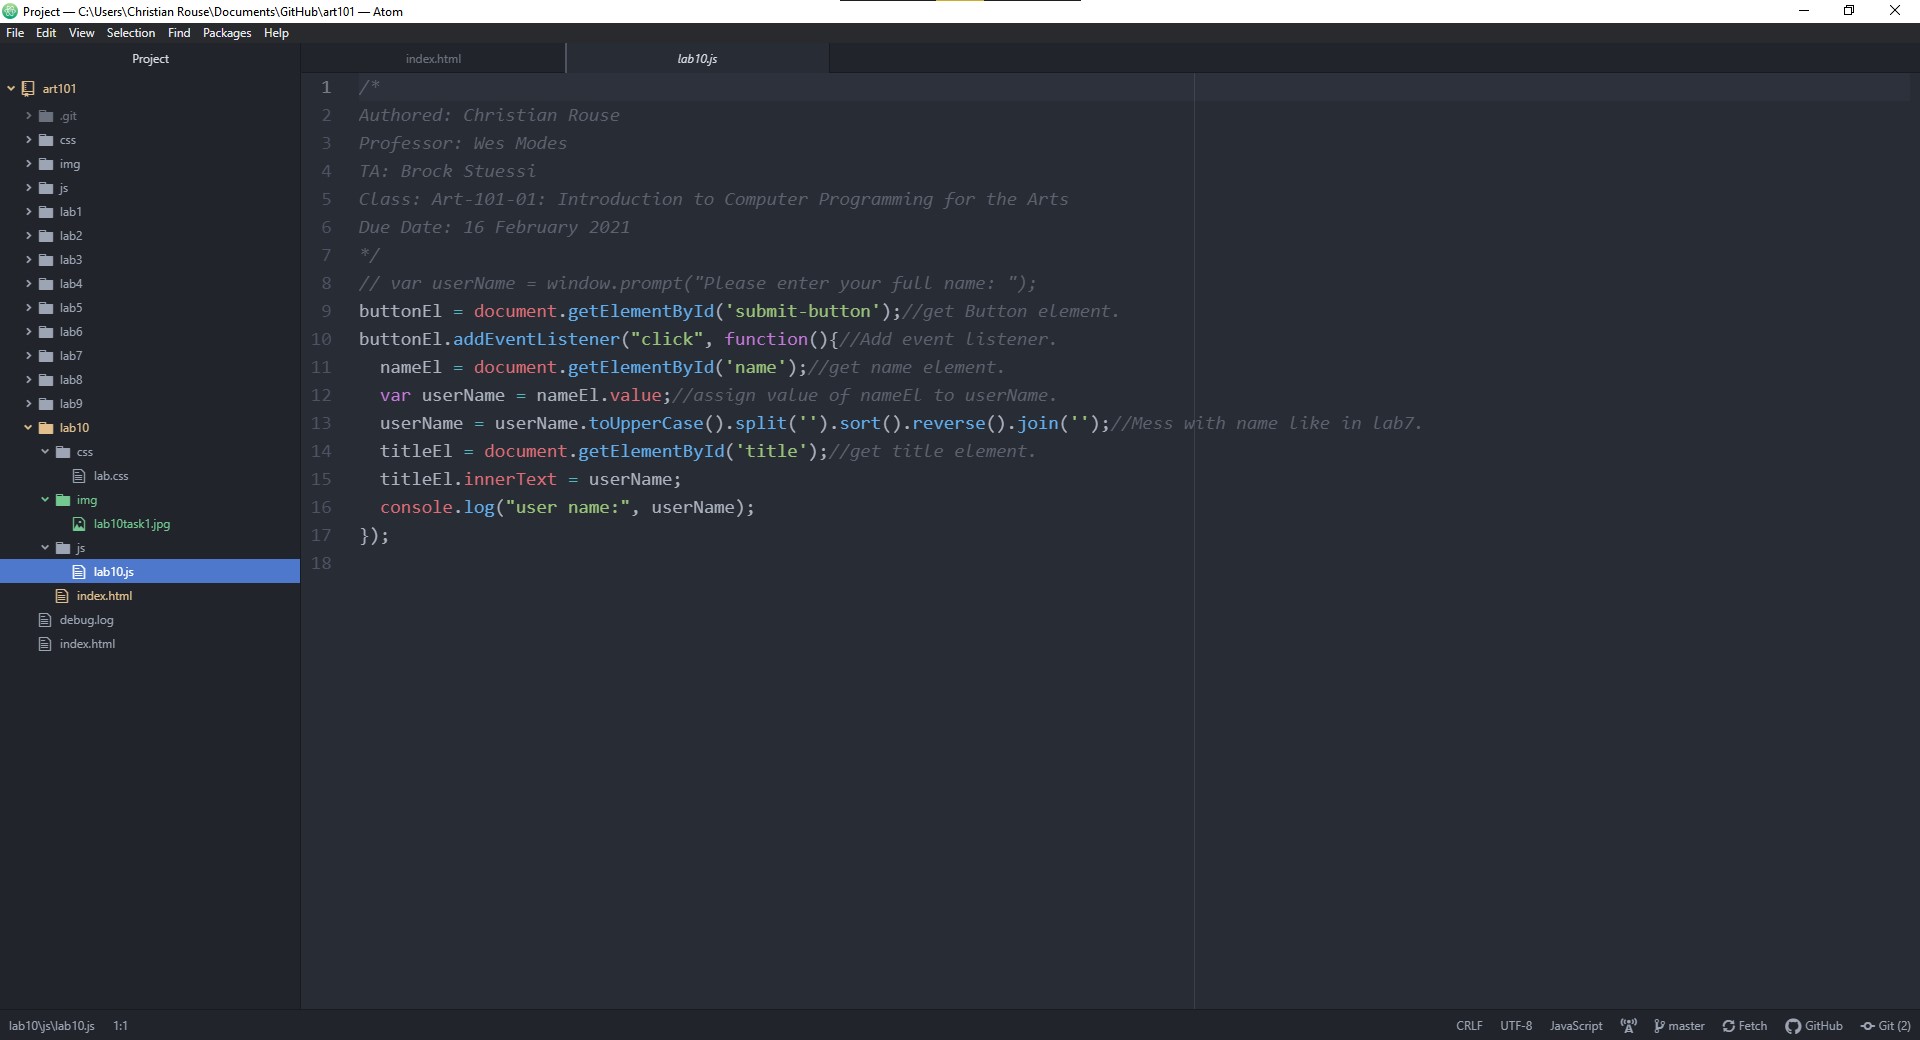 Project — C:\Users\Christian Rouse\Documents\GitHub\art101 — Atom
File Edit View Selection Find Packages Help
Project
index.html
lab10.js
art101
.git
css
img
js
lab1
lab2
lab3
lab4
lab5
lab6
lab7
lab8
lab9
lab10
css
lab.css
img
lab10task1.jpg
js
lab10.js
index.html
debug.log
index.html
1 /*
2 Authored: Christian Rouse
3 Professor: Wes Modes
4 TA: Brock Stuessi
5 Class: Art-101-01: Introduction to Computer Programming for the Arts
6 Due Date: 16 February 2021
7 */
8 // var userName = window.prompt("Please enter your full name: ");
9 buttonEl = document.getElementById('submit-button');//get Button element.
10 buttonEl.addEventListener("click", function(){//Add event listener.
11   nameEl = document.getElementById('name');//get name element.
12   var userName = nameEl.value;//assign value of nameEl to userName.
13   userName = userName.toUpperCase().split('').sort().reverse().join('');//Mess with name like in lab7.
14   titleEl = document.getElementById('title');//get title element.
15   titleEl.innerText = userName;
16   console.log("user name:", userName);
17 });
18
lab10\js\lab10.js 1:1
CRLF UTF-8 JavaScript master Fetch GitHub Git (2)